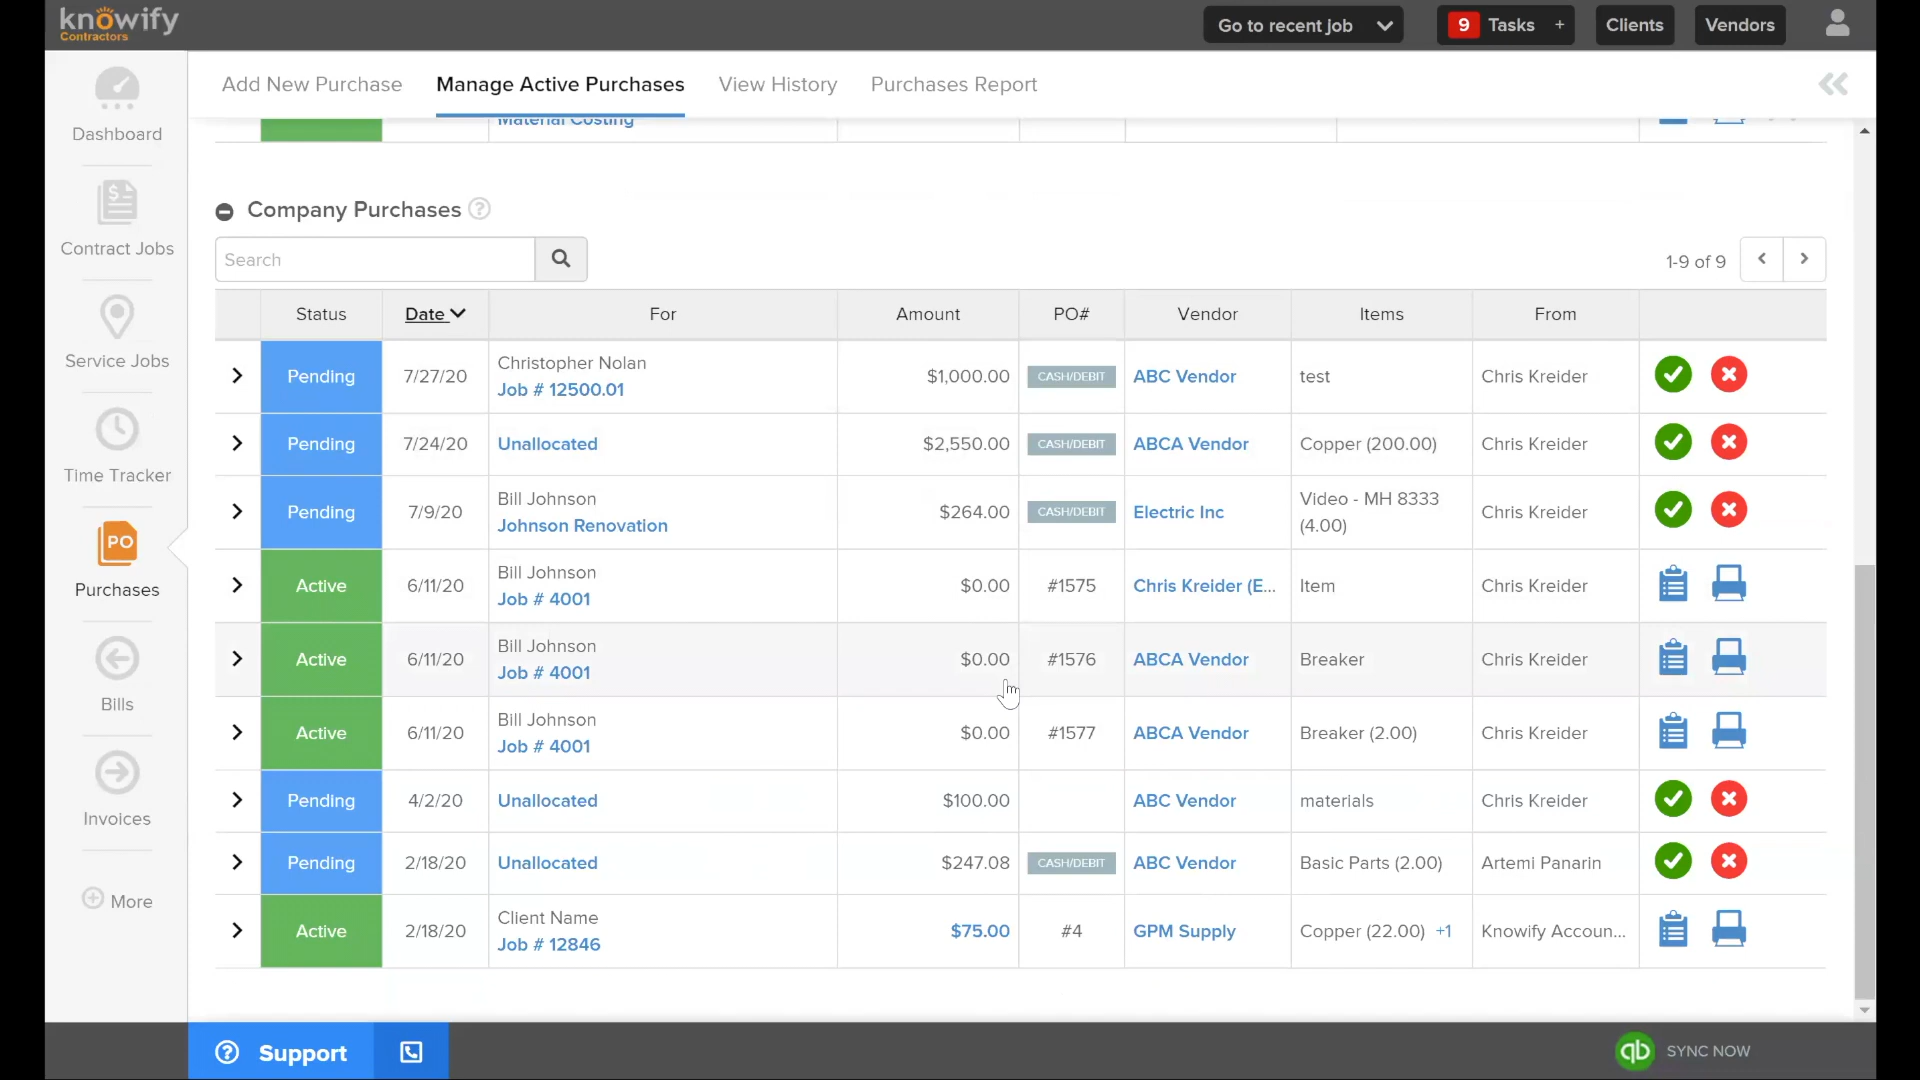 knowify
Contractors
Go to recent job
9 Tasks +
Clients
Vendors
Add New Purchase
Manage Active Purchases
View History
Purchases Report
Dashboard
Contract Jobs
Service Jobs
Time Tracker
PO
Purchases
Bills
Invoices
More
Material Costing
Company Purchases ?
Search
1-9 of 9
Status Date For Amount PO# Vendor Items From
Pending 7/27/20 Christopher Nolan
Job # 12500.01
$1,000.00 CASH/DEBIT ABC Vendor test Chris Kreider
Pending 7/24/20 Unallocated $2,550.00 CASH/DEBIT ABCA Vendor Copper (200.00) Chris Kreider
Pending 7/9/20 Bill Johnson
Johnson Renovation
$264.00 CASH/DEBIT Electric Inc Video - MH 8333
(4.00)
Chris Kreider
Active 6/11/20 Bill Johnson
Job # 4001
$0.00 #1575 Chris Kreider (E... Item Chris Kreider
Active 6/11/20 Bill Johnson
Job # 4001
$0.00 #1576 ABCA Vendor Breaker Chris Kreider
Active 6/11/20 Bill Johnson
Job # 4001
$0.00 #1577 ABCA Vendor Breaker (2.00) Chris Kreider
Pending 4/2/20 Unallocated $100.00 ABC Vendor materials Chris Kreider
Pending 2/18/20 Unallocated $247.08 CASH/DEBIT ABC Vendor Basic Parts (2.00) Artemi Panarin
Active 2/18/20 Client Name
Job # 12846
$75.00 #4 GPM Supply Copper (22.00) +1 Knowify Accoun...
? Support
qb SYNC NOW